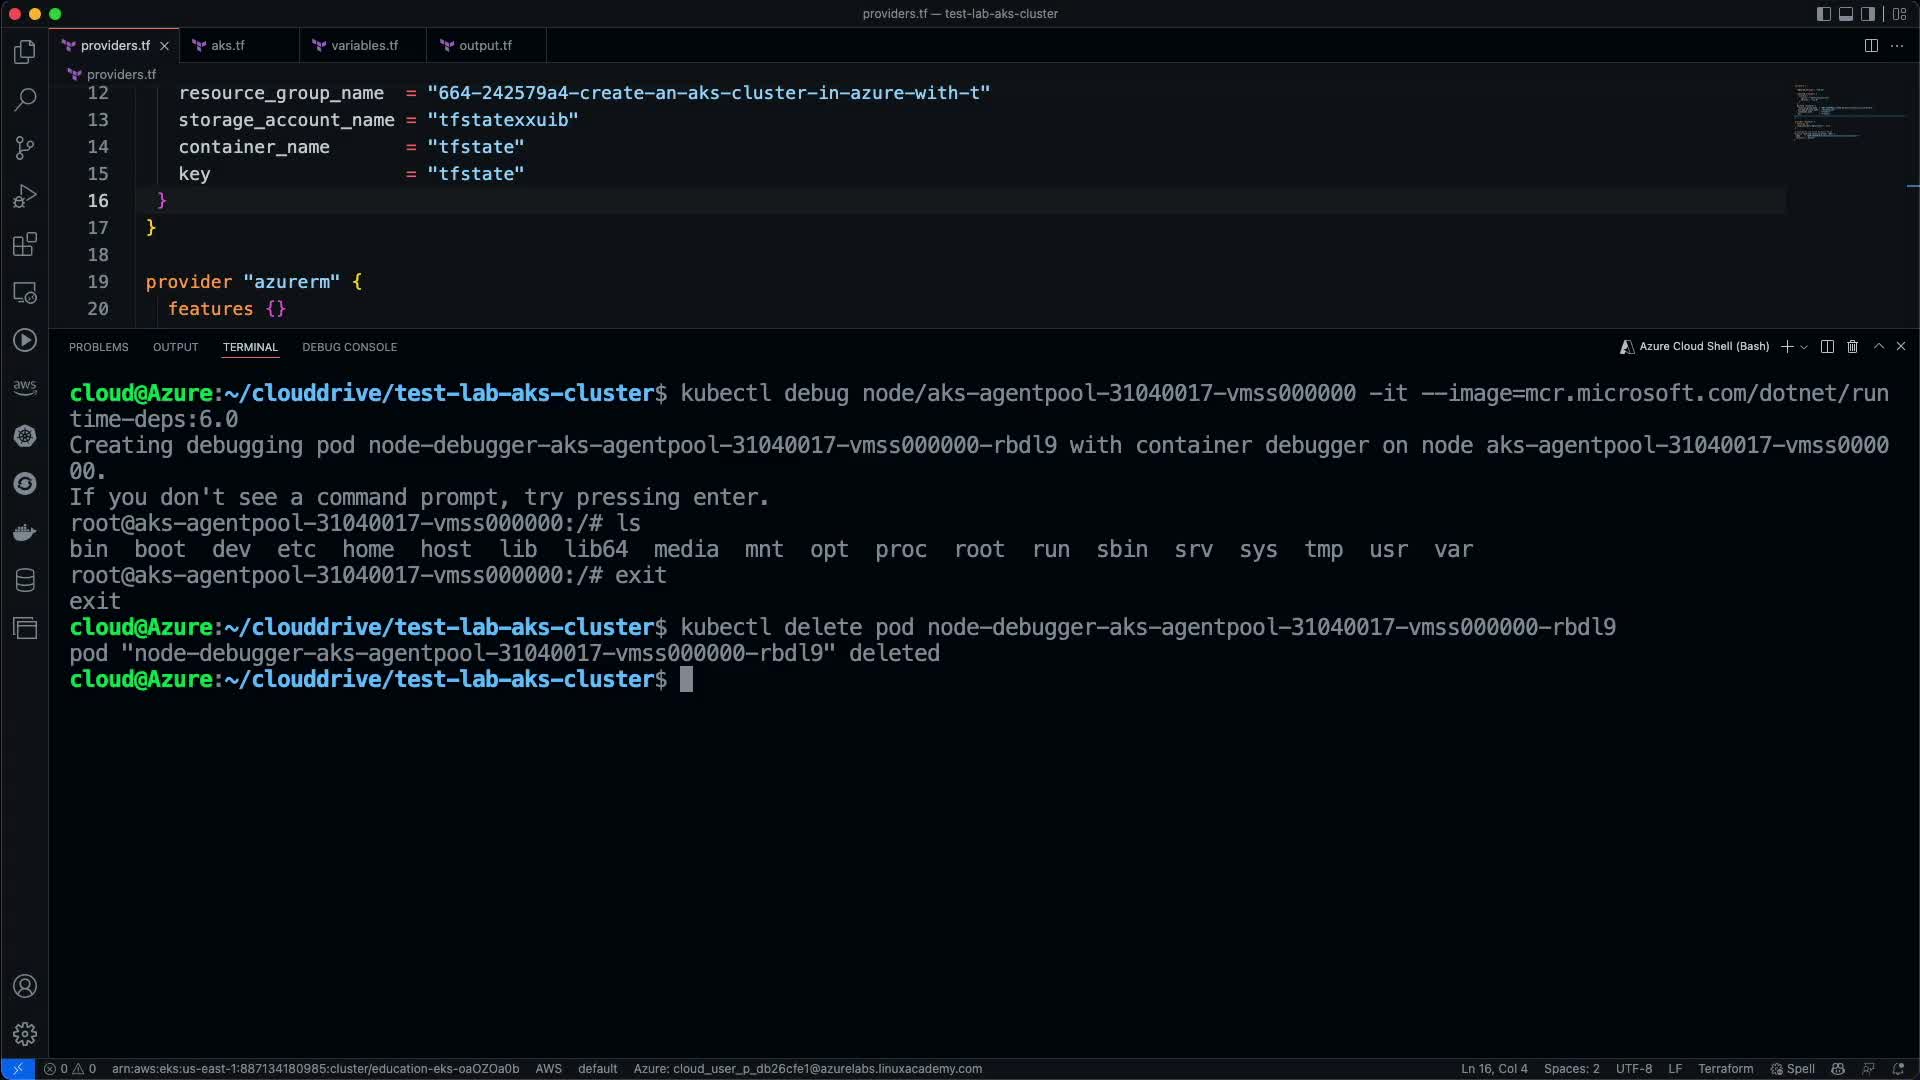 providers.tf — test-lab-aks-cluster
providers.tf
aks.tf
variables.tf
output.tf
providers.tf
12 resource_group_name = "664-242579a4-create-an-aks-cluster-in-azure-with-t"
13 storage_account_name = "tfstatexxuib"
14 container_name = "tfstate"
15 key = "tfstate"
16 }
17 }
18
19 provider "azurerm" {
20 features {}
PROBLEMS OUTPUT TERMINAL DEBUG CONSOLE
Azure Cloud Shell (Bash)
aws
cloud@Azure:~/clouddrive/test-lab-aks-cluster$ kubectl debug node/aks-agentpool-31040017-vmss000000 -it --image=mcr.microsoft.com/dotnet/run
time-deps:6.0
Creating debugging pod node-debugger-aks-agentpool-31040017-vmss000000-rbdl9 with container debugger on node aks-agentpool-31040017-vmss0000
00.
If you don't see a command prompt, try pressing enter.
root@aks-agentpool-31040017-vmss000000:/# ls
bin boot dev etc home host lib lib64 media mnt opt proc root run sbin srv sys tmp usr var
root@aks-agentpool-31040017-vmss000000:/# exit
exit
cloud@Azure:~/clouddrive/test-lab-aks-cluster$ kubectl delete pod node-debugger-aks-agentpool-31040017-vmss000000-rbdl9
pod "node-debugger-aks-agentpool-31040017-vmss000000-rbdl9" deleted
cloud@Azure:~/clouddrive/test-lab-aks-cluster$
0 0 arn:aws:eks:us-east-1:887134180985:cluster/education-eks-oaOZOa0b AWS default Azure: cloud_user_p_db26cfe1@azurelabs.linuxacademy.com Ln 16, Col 4 Spaces: 2 UTF-8 LF Terraform Spell